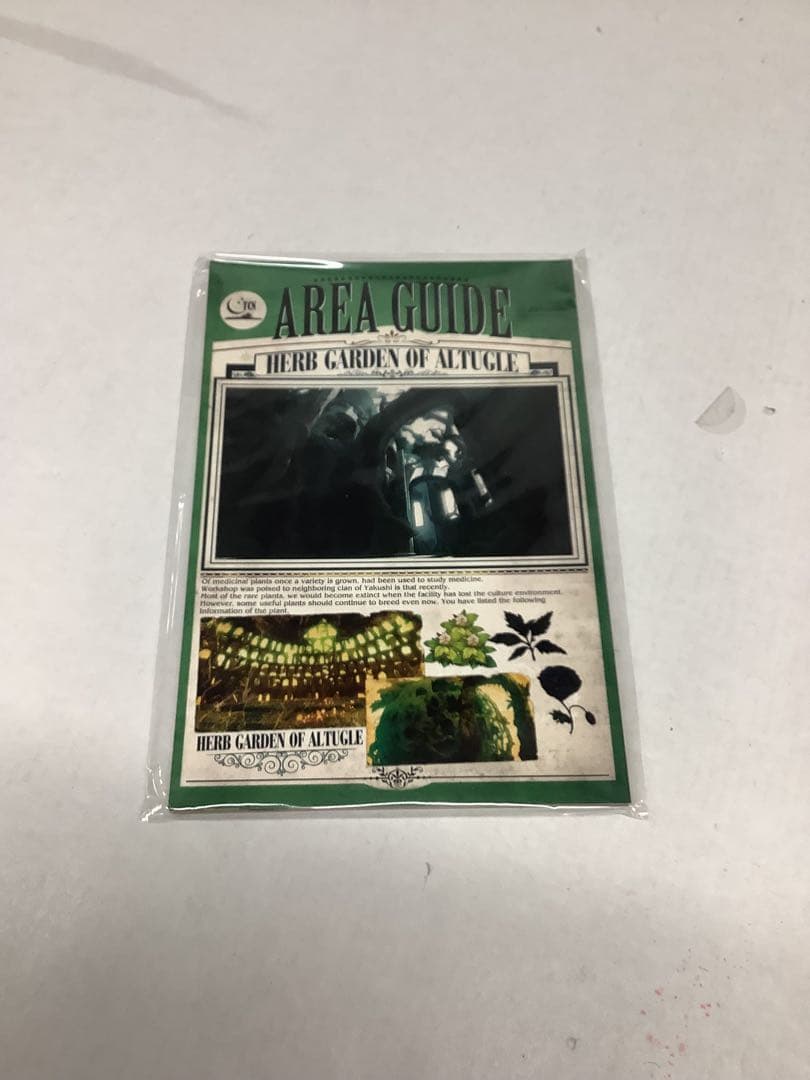 TCS
AREA GUIDE
HERB GARDEN OF ALTUGLE
Of medicinal plants once a variety is grown, had been used to study medicine.
Workshop was poised to neighboring clan of Yakushi is that recently.
Most of the rare plants, we would become extinct when the facility has lost the culture environment.
However, some useful plants should continue to breed even now. You have listed the following
information of the plant.
HERB GARDEN OF ALTUGLE